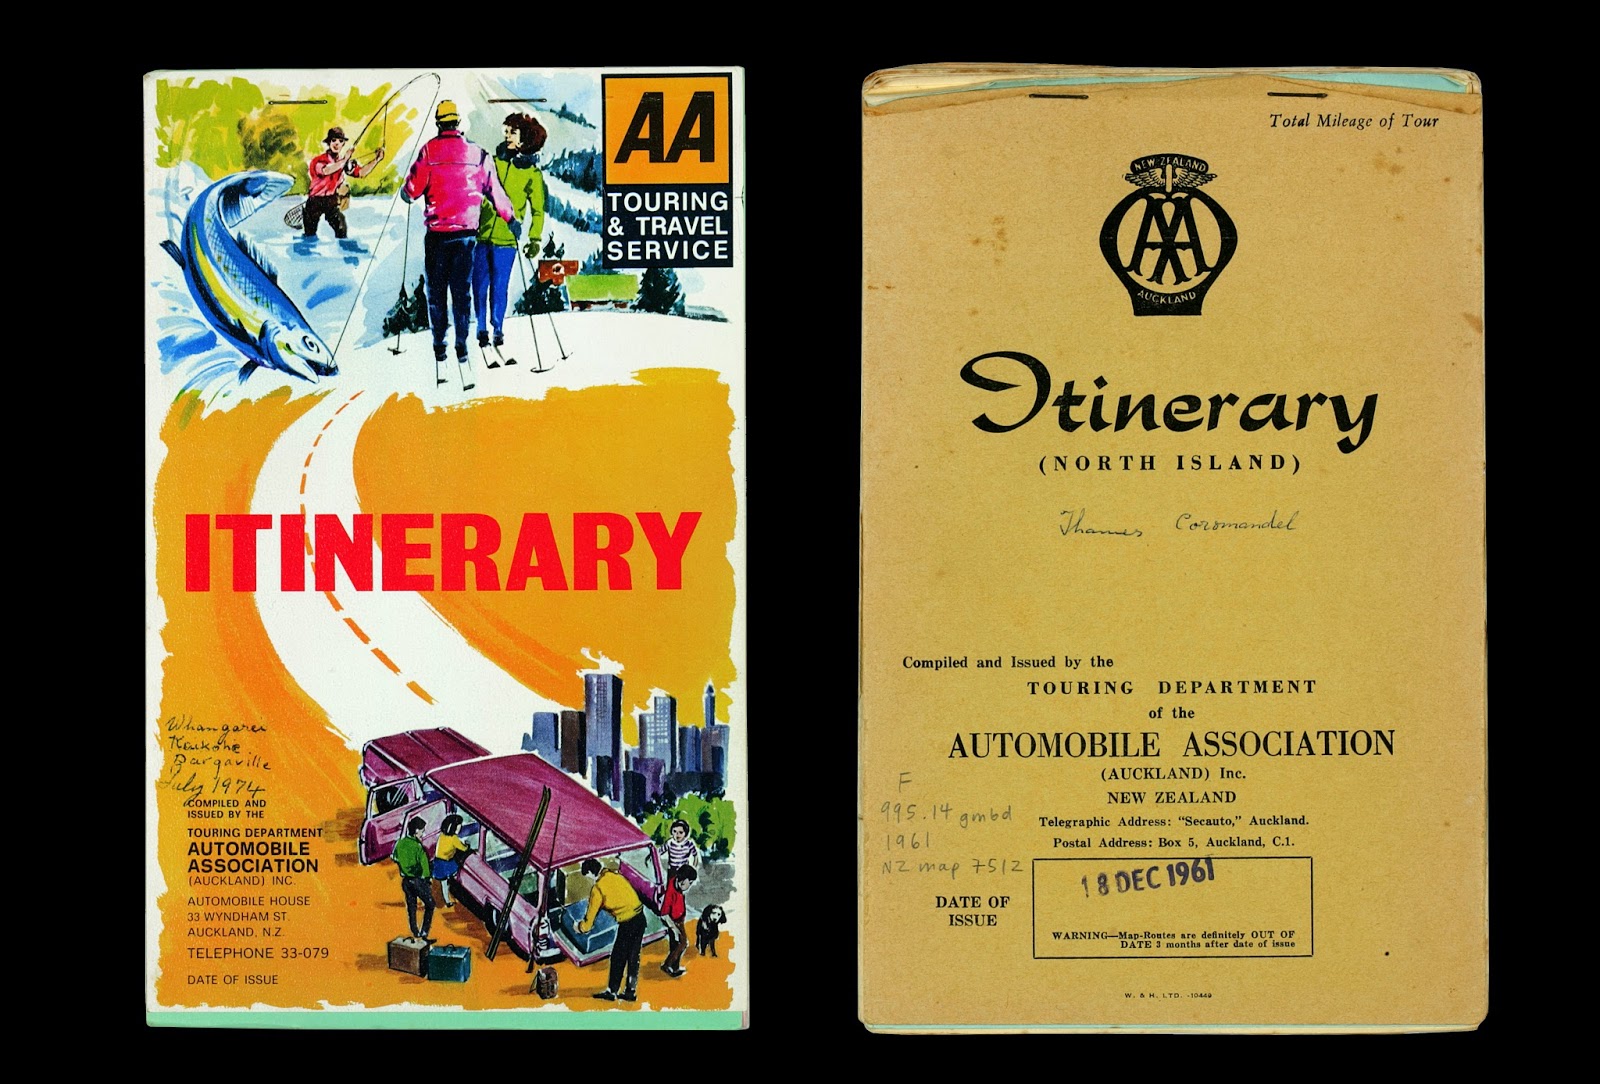 AA
TOURING
& TRAVEL
SERVICE
ITINERARY
Whangarei
Kaikohe
Dargaville
July 1974
COMPILED AND
ISSUED BY THE
TOURING DEPARTMENT
AUTOMOBILE
ASSOCIATION
(AUCKLAND) INC.
AUTOMOBILE HOUSE
33 WYNDHAM ST.
AUCKLAND, N.Z.
TELEPHONE 33-079
DATE OF ISSUE
Total Mileage of Tour
NEW ZEALAND
AA
AUCKLAND
Itinerary
(NORTH ISLAND)
Thames Coromandel
Compiled and Issued by the
TOURING DEPARTMENT
of the
AUTOMOBILE ASSOCIATION
(AUCKLAND) Inc.
NEW ZEALAND
Telegraphic Address: "Secauto," Auckland.
Postal Address: Box 5, Auckland, C.1.
F
995.14 gmbd
1961
NZ map 7512
18 DEC 1961
DATE OF
ISSUE
WARNING—Map-Routes are definitely OUT OF
DATE 3 months after date of issue
W. & H. LTD. -10449